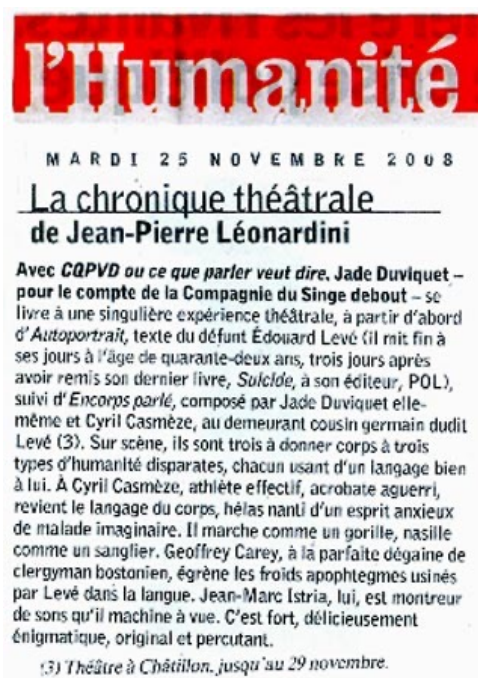 l'Humanité
MARDI 25 NOVEMBRE 2008
La chronique théâtrale
de Jean-Pierre Léonardini
Avec CQPVD ou ce que parler veut dire, Jade Duviquet –
pour le compte de la Compagnie du Singe debout – se
livre à une singulière expérience théâtrale, à partir d'abord
d'Autoportrait, texte du défunt Édouard Levé (il mit fin à
ses jours à l'âge de quarante-deux ans, trois jours après
avoir remis son dernier livre, Suicide, à son éditeur, POL),
suivi d'Encorps parlé, composé par Jade Duviquet elle-
même et Cyril Casmèze, au demeurant cousin germain dudit
Levé (3). Sur scène, ils sont trois à donner corps à trois
types d'humanité disparates, chacun usant d'un langage bien
à lui. À Cyril Casmèze, athlète effectif, acrobate aguerri,
revient le langage du corps, hélas nanti d'un esprit anxieux
de malade imaginaire. Il marche comme un gorille, nasille
comme un sanglier. Geoffrey Carey, à la parfaite dégaine de
clergyman bostonien, égrène les froids apophtegmes usinés
par Levé dans la langue. Jean-Marc Istria, lui, est montreur
de sons qu'il machine à vue. C'est fort, délicieusement
énigmatique, original et percutant.
(3) Théâtre à Châtillon, jusqu'au 29 novembre.